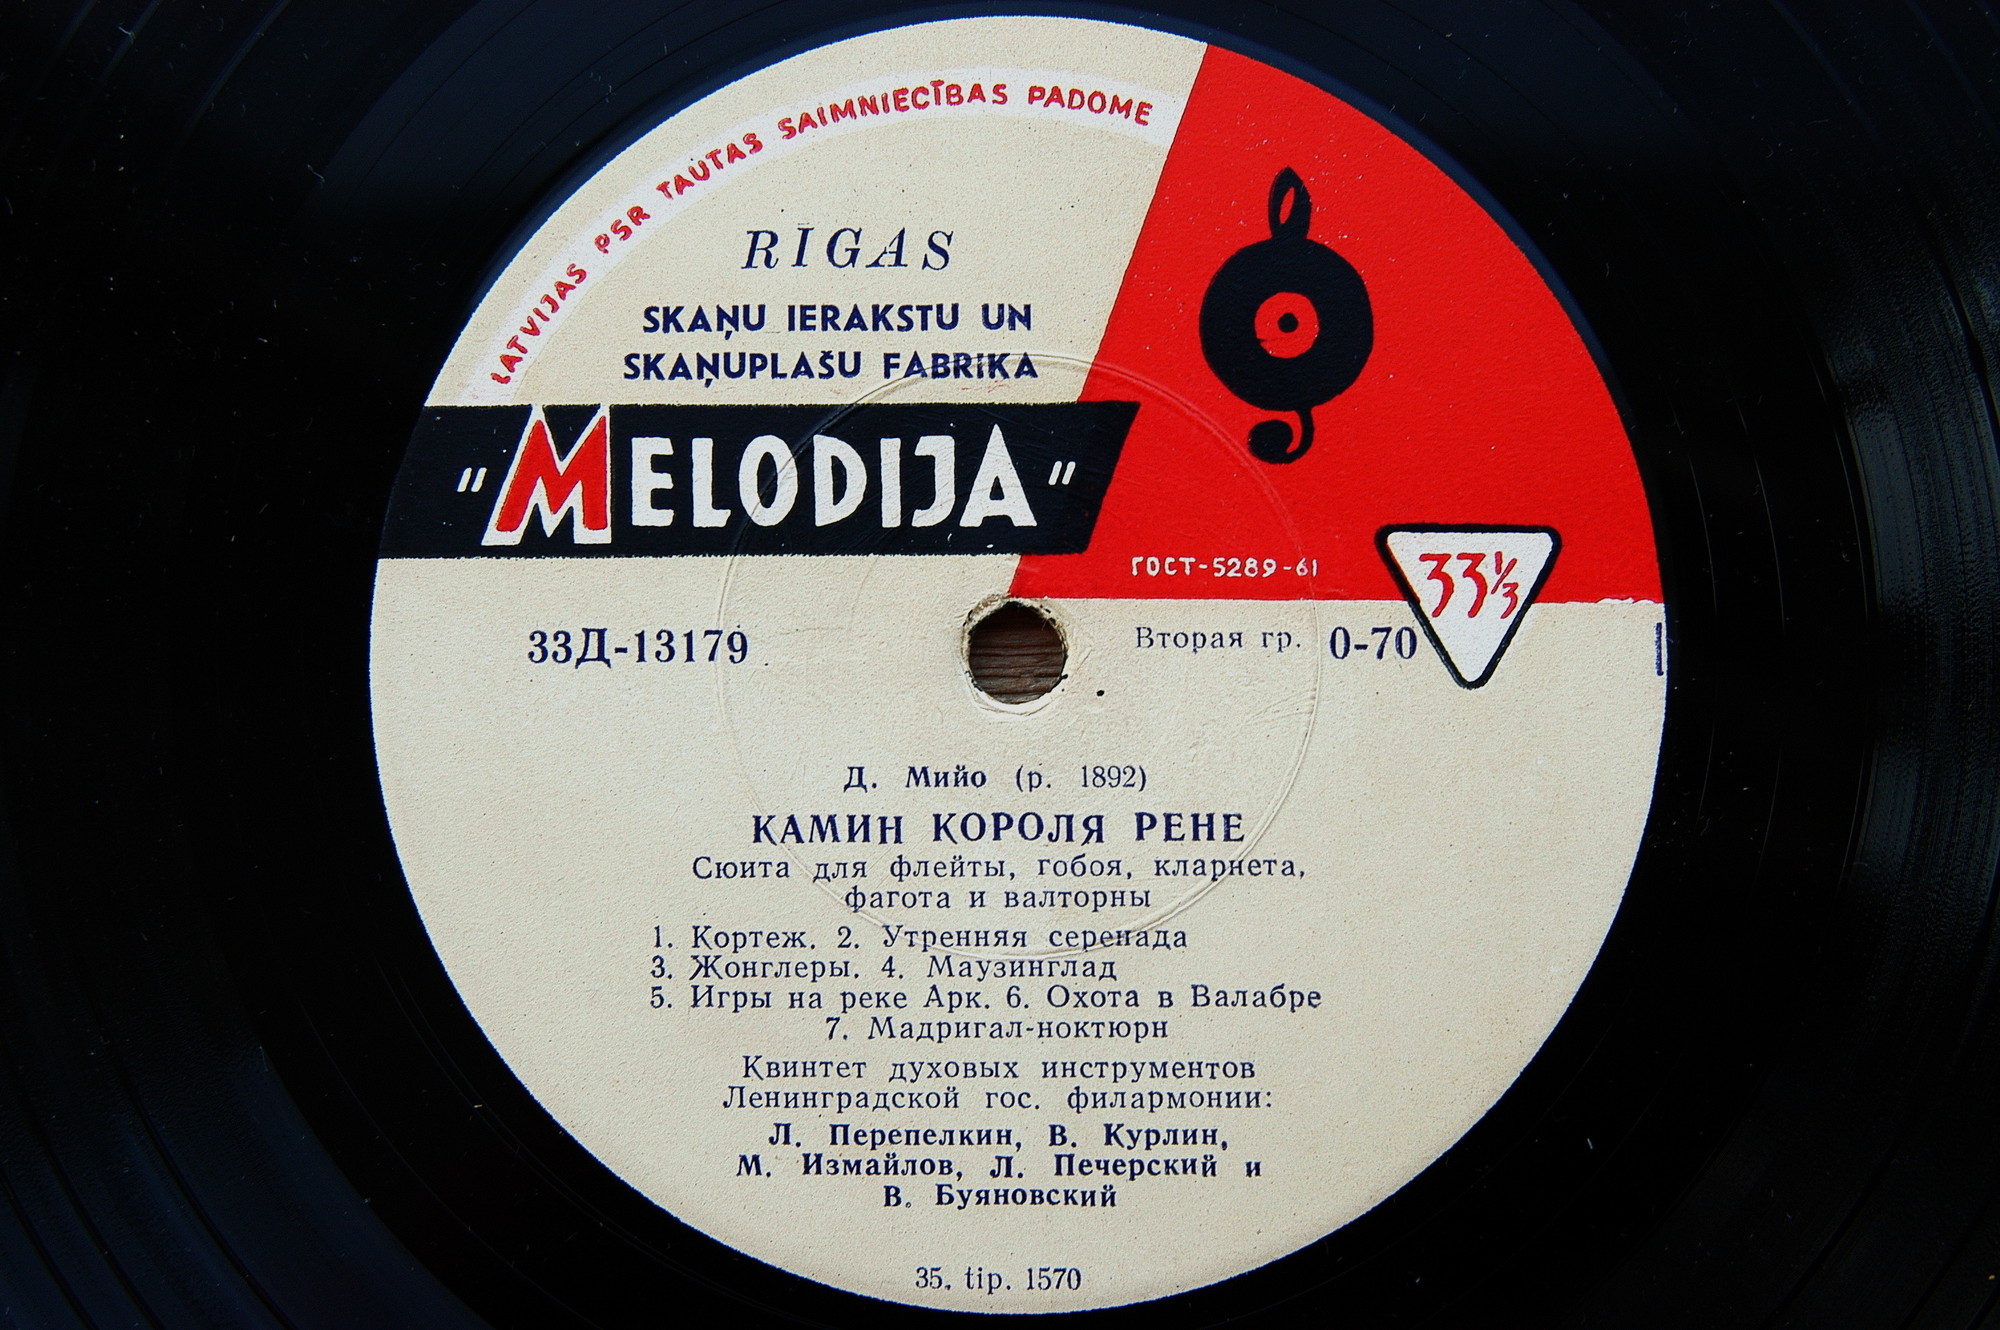 LATVIJAS PSR TAUTAS SAIMNIECĪBAS PADOME
RIGAS
SKAŅU IERAKSTU UN
SKAŅUPLAŠU FABRIKA
"MELODIJA"
ГОСТ-5289-61
33⅓
33Д-13179
Вторая гр. 0-70
Д. Мийо (р. 1892)
КАМИН КОРОЛЯ РЕНЕ
Сюита для флейты, гобоя, кларнета,
фагота и валторны
1. Кортеж. 2. Утренняя серенада
3. Жонглеры. 4. Маузинглад
5. Игры на реке Арк. 6. Охота в Валабре
7. Мадригал-ноктюрн
Квинтет духовых инструментов
Ленинградской гос. филармонии:
Л. Перепелкин, В. Курлин,
М. Измайлов, Л. Печерский и
В. Буяновский
35. tip. 1570